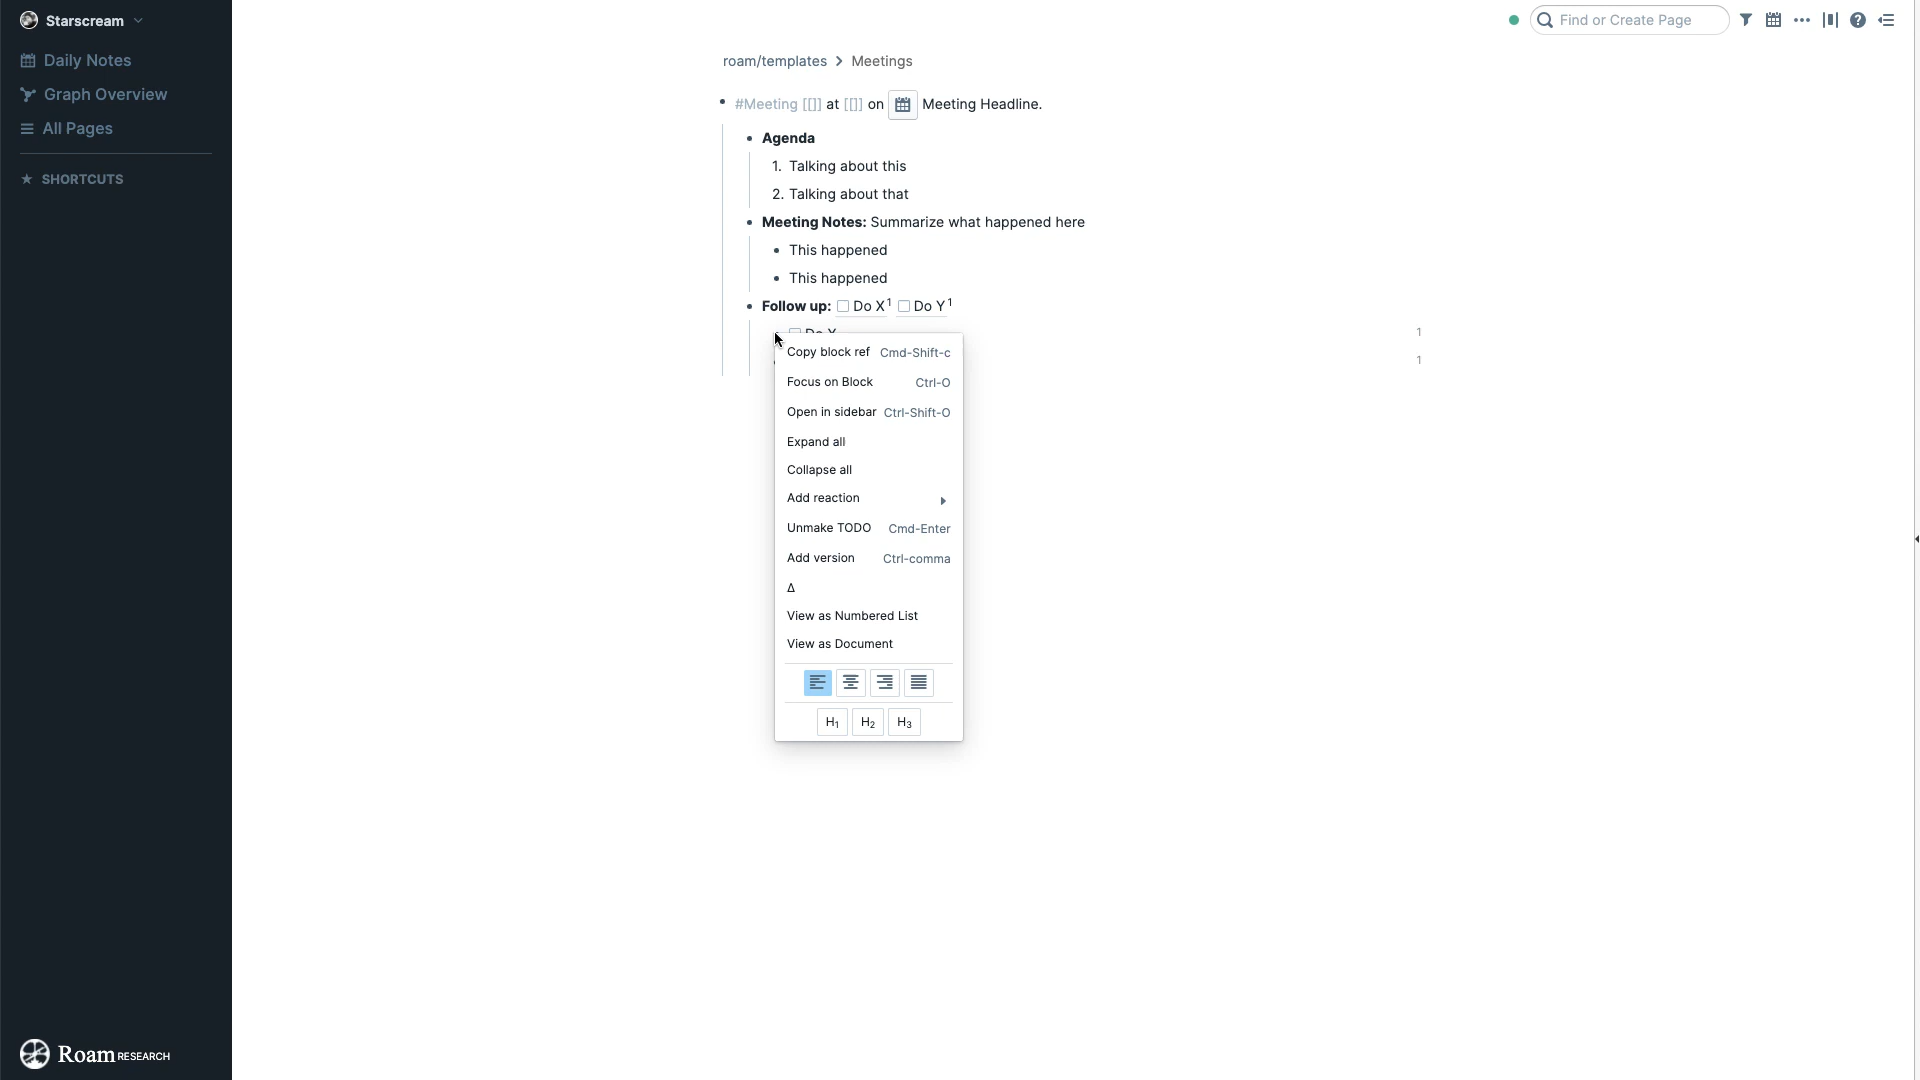 Starscream
Find or Create Page
Daily Notes
Graph Overview
All Pages
SHORTCUTS
roam/templates > Meetings
#Meeting [[]] at [[]] on Meeting Headline.
Agenda
1. Talking about this
2. Talking about that
Meeting Notes: Summarize what happened here
This happened
This happened
Follow up: Do X 1 Do Y 1
1
1
Copy block ref Cmd-Shift-c
Focus on Block Ctrl-O
Open in sidebar Ctrl-Shift-O
Expand all
Collapse all
Add reaction
Unmake TODO Cmd-Enter
Add version Ctrl-comma
Δ
View as Numbered List
View as Document
H1 H2 H3
Roam RESEARCH